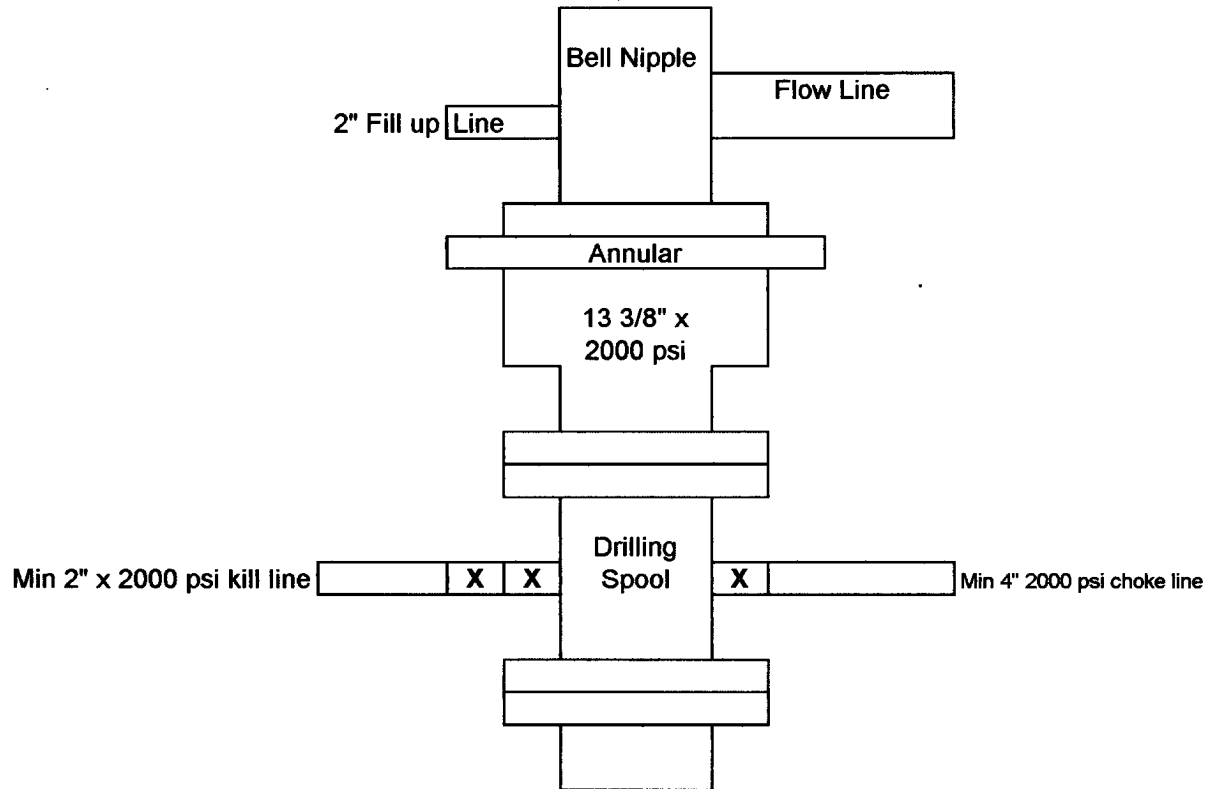 Bell Nipple
Flow Line
2" Fill up Line
Annular
13 3/8" x
2000 psi
Drilling
Spool
Min 2" x 2000 psi kill line
X X
X
Min 4" 2000 psi choke line